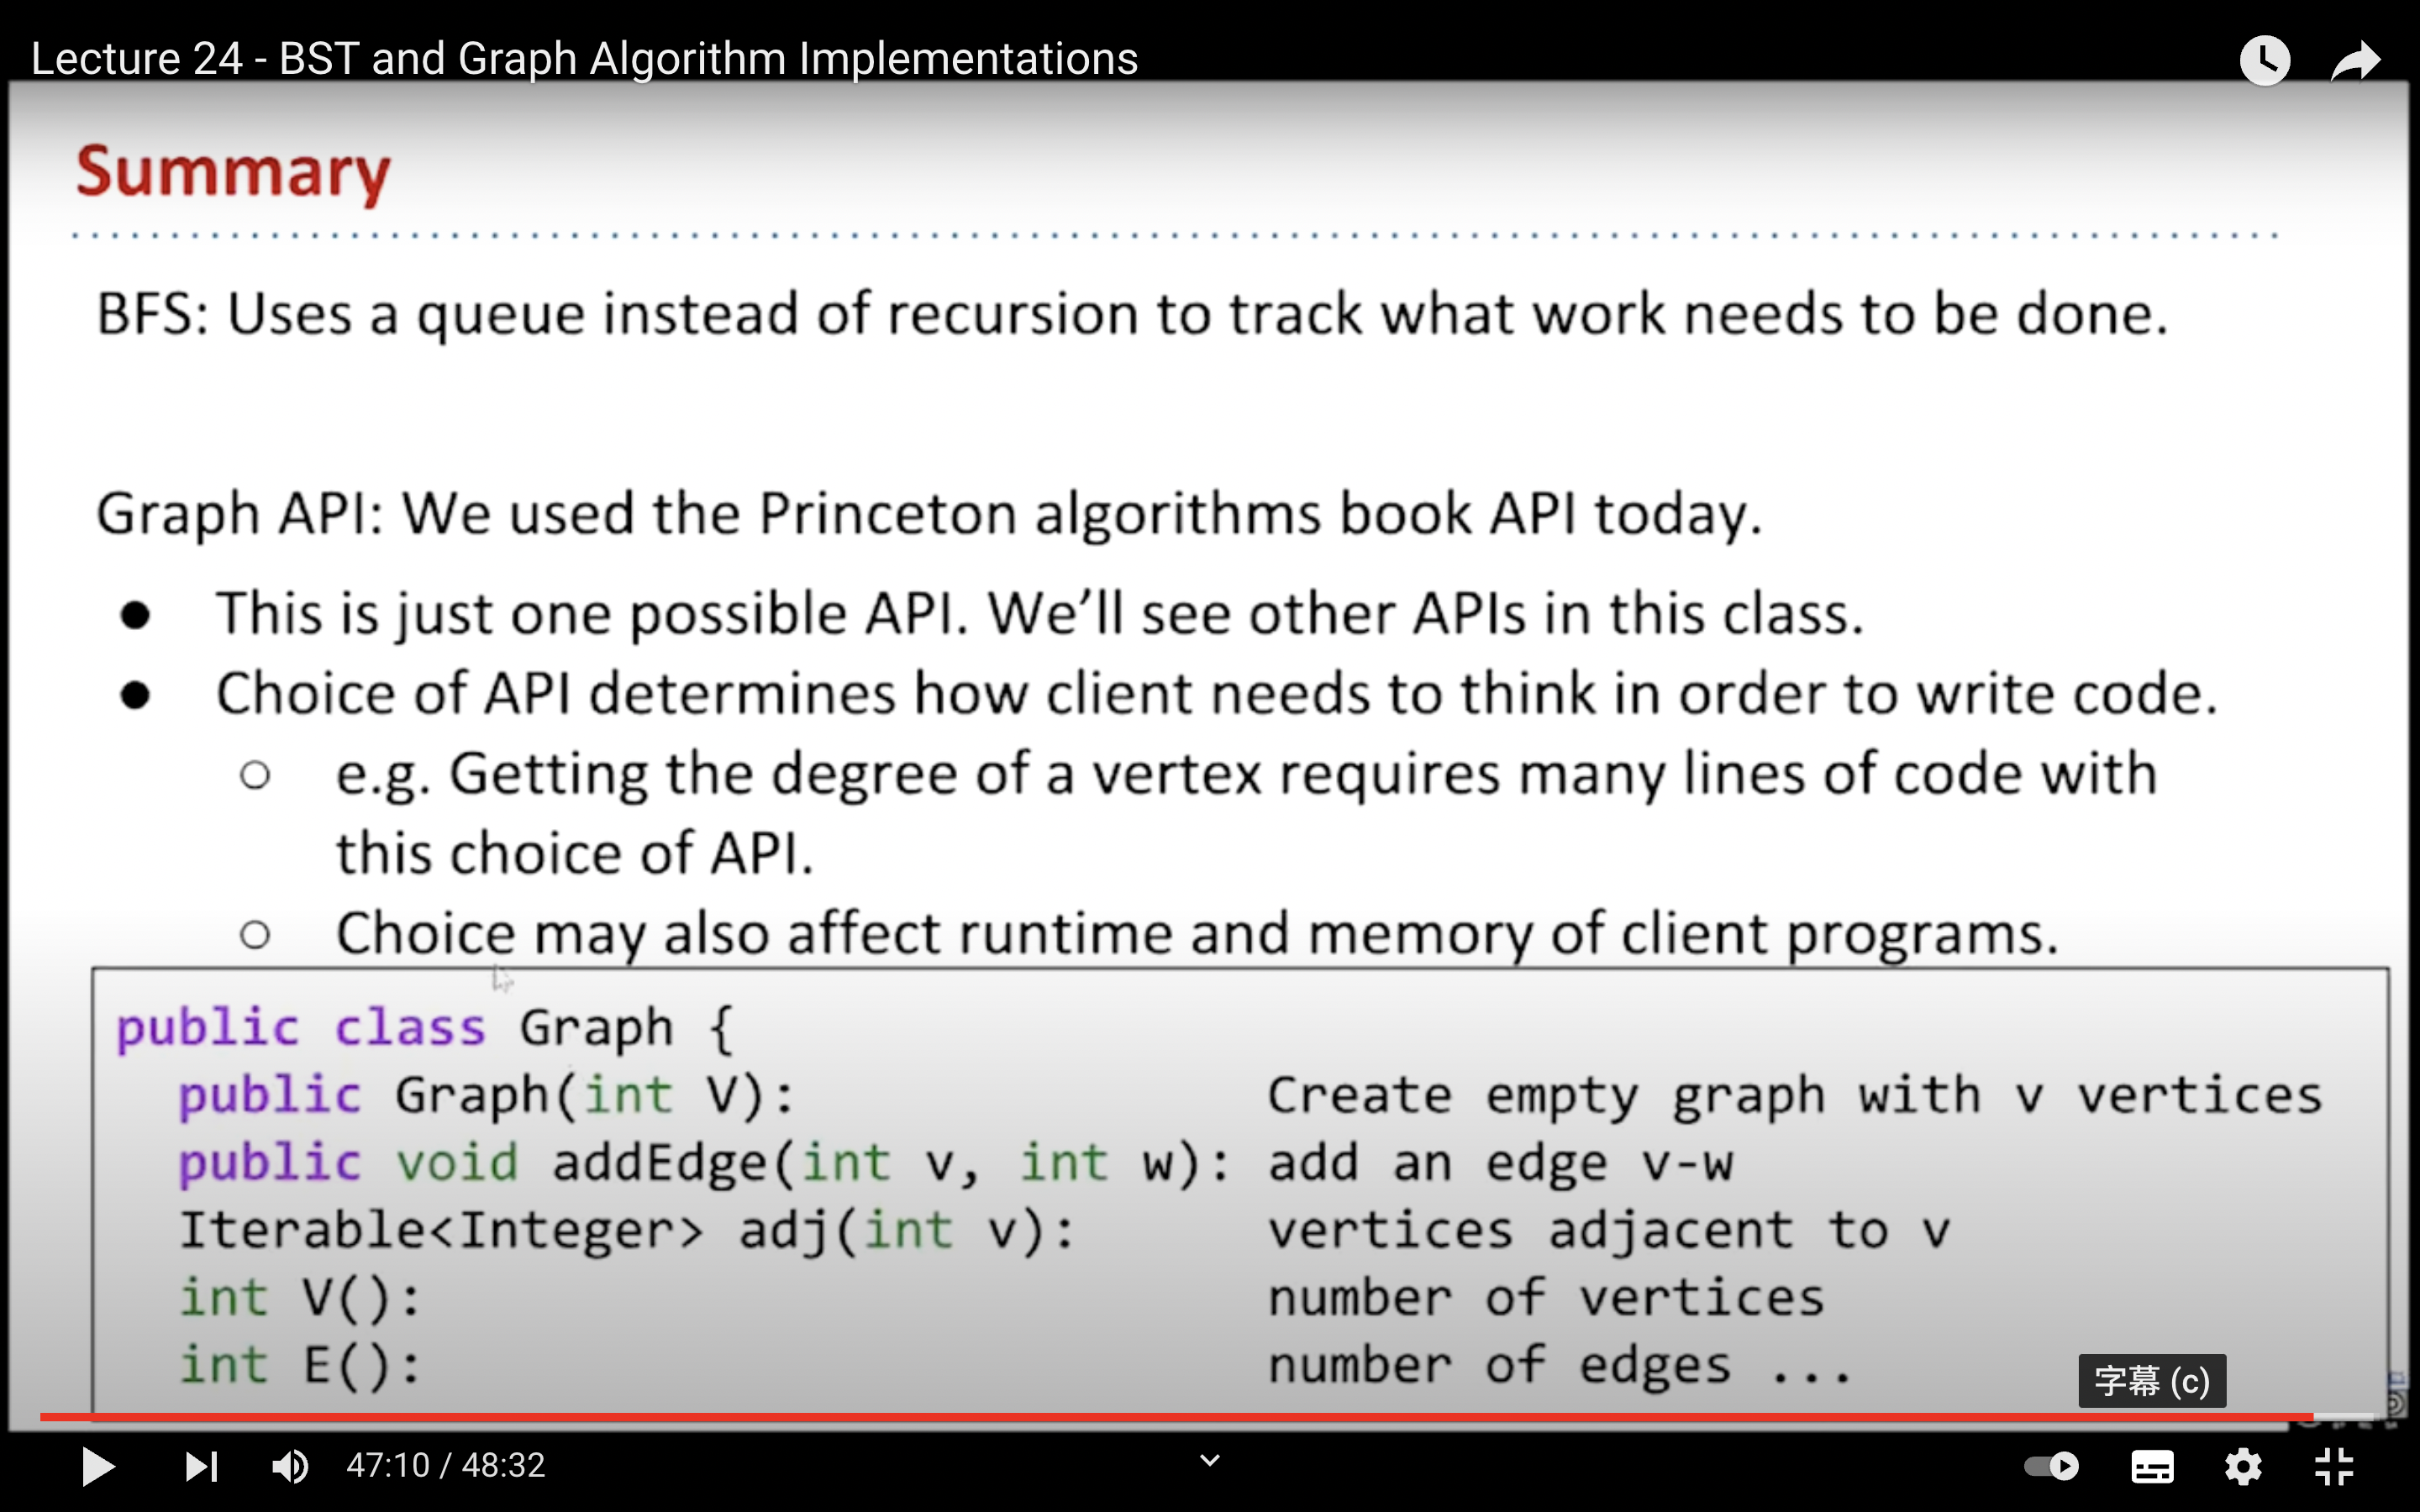 Lecture 24 - BST and Graph Algorithm Implementations
Summary
BFS: Uses a queue instead of recursion to track what work needs to be done.
Graph API: We used the Princeton algorithms book API today.
● This is just one possible API. We’ll see other APIs in this class.
● Choice of API determines how client needs to think in order to write code.
○ e.g. Getting the degree of a vertex requires many lines of code with
this choice of API.
○ Choice may also affect runtime and memory of client programs.
public class Graph {
public Graph(int V): Create empty graph with v vertices
public void addEdge(int v, int w): add an edge v-w
Iterable<Integer> adj(int v): vertices adjacent to v
int V(): number of vertices
int E(): number of edges ...
字幕 (c)
47:10 / 48:32